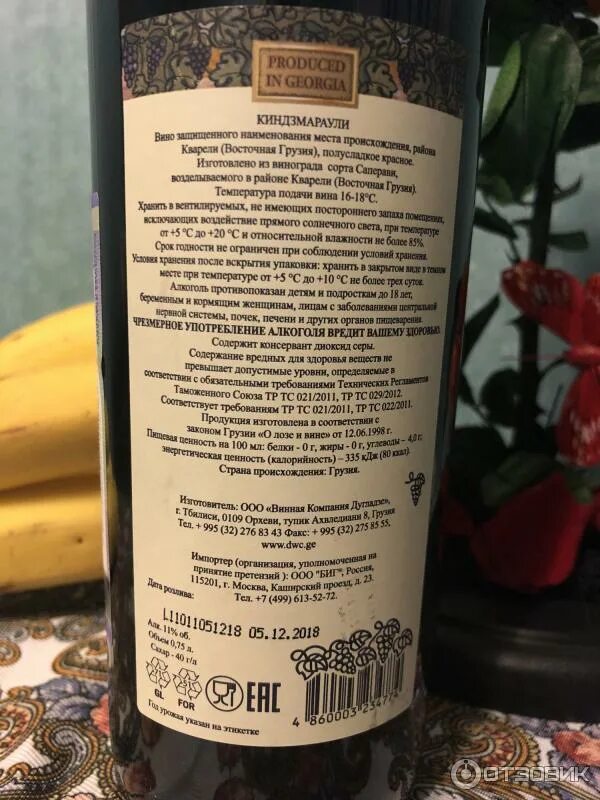 PRODUCED
IN GEORGIA
КИНДЗМАРАУЛИ
Вино защищенного наименования места происхождения, района
Кварели (Восточная Грузия), полусладкое красное.
Изготовлено из винограда сорта Саперави,
возделываемого в районе Кварели (Восточная Грузия).
Температура подачи вина 16-18°С.
Хранить в вентилируемых, не имеющих постороннего запаха помещениях,
исключающих воздействие прямого солнечного света, при температуре
от +5 °С до +20 °С и относительной влажности не более 85%.
Срок годности не ограничен при соблюдении условий хранения.
Условия хранения после вскрытия упаковки: хранить в закрытом виде в темном
месте при температуре от +5 °С до +10 °С не более трех суток.
Алкоголь противопоказан детям и подросткам до 18 лет,
беременным и кормящим женщинам, лицам с заболеваниями центральной
нервной системы, почек, печени и других органов пищеварения.
ЧРЕЗМЕРНОЕ УПОТРЕБЛЕНИЕ АЛКОГОЛЯ ВРЕДИТ ВАШЕМУ ЗДОРОВЬЮ.
Содержит консервант диоксид серы.
Содержание вредных для здоровья веществ не
превышает допустимые уровни, определяемые в
соответствии с обязательными требованиями Технических Регламентов
Таможенного Союза ТР ТС 021/2011, ТР ТС 029/2012.
Соответствует требованиям ТР ТС 021/2011, ТР ТС 022/2011.
Продукция изготовлена в соответствии с
законом Грузии «О лозе и вине» от 12.06.1998 г.
Пищевая ценность на 100 мл: белки - 0 г, жиры - 0 г, углеводы – 4,0 г;
энергетическая ценность (калорийность) – 335 кДж (80 ккал).
Страна происхождения: Грузия.
Изготовитель: ООО «Винная Компания Дугладзе»,
г. Тбилиси, 0109 Орхеви, тупик Ахвледиани 8, Грузия
Тел. + 995 (32) 276 83 43 Факс: + 995 (32) 275 85 55,
www.dwc.ge
Импортер (организация, уполномоченная на
принятие претензий ): ООО "БИГ", Россия,
115201, г. Москва, Каширский проезд, д. 23.
Тел. +7 (499) 613-52-72.
Дата розлива:
L11011051218 05.12.2018
Алк. 11% об.
Объем 0,75 л.
Сахар - 40 г/л
GL FOR EAC
4 860003 23477
Год урожая указан на этикетке
ОТЗОВИК